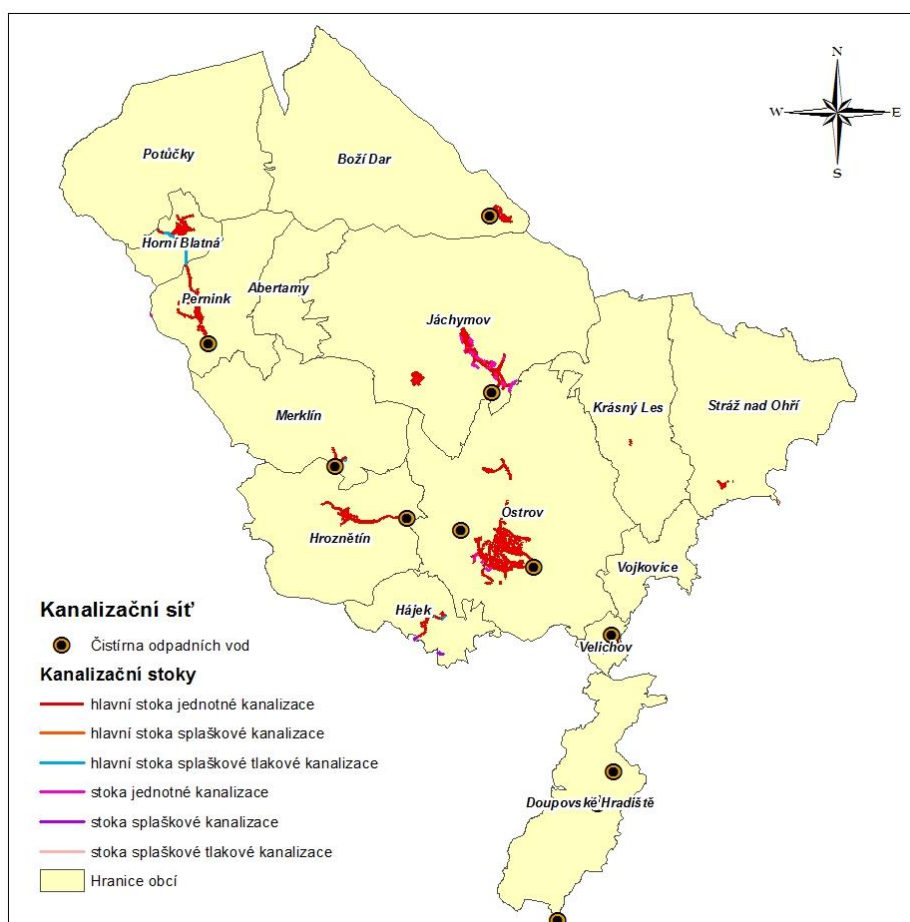 N
W
E
S
Potůčky
Boží Dar
Horní Blatná
Abertamy
Pernink
Jáchymov
Krásný Les
Stráž nad Ohří
Merklín
Ostrov
Hroznětín
Vojkovice
Hájek
Velichov
Doupovské Hradiště
Kanalizační síť
Čistírna odpadních vod
Kanalizační stoky
hlavní stoka jednotné kanalizace
hlavní stoka splaškové kanalizace
hlavní stoka splaškové tlakové kanalizace
stoka jednotné kanalizace
stoka splaškové kanalizace
stoka splaškové tlakové kanalizace
Hranice obcí